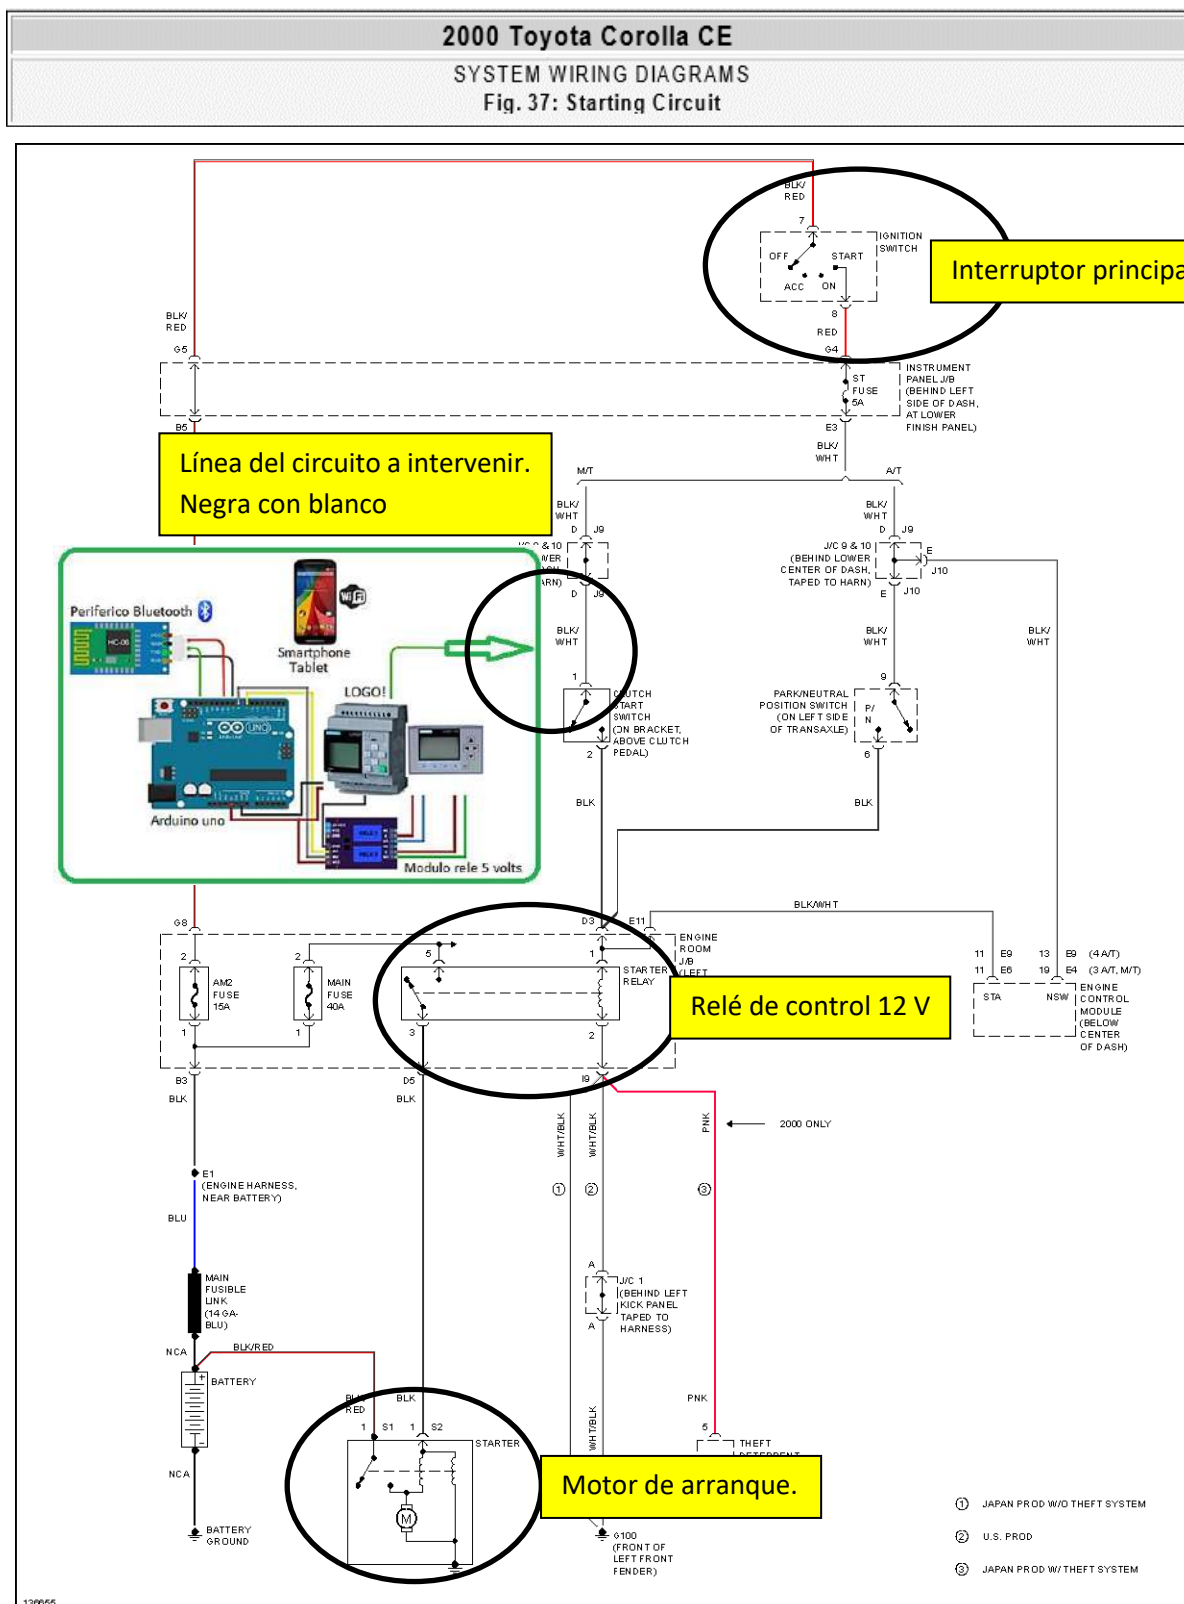 2000 Toyota Corolla CE
SYSTEM WIRING DIAGRAMS
Fig. 37: Starting Circuit
BLK/
RED
7
IGNITION
SWITCH
OFF
START
ACC
ON
Interruptor principa
8
RED
BLK/
RED
G5
G4
ST
FUSE
5A
INSTRUMENT
PANEL J/B
(BEHIND LEFT
SIDE OF DASH,
AT LOWER
FINISH PANEL)
B5
E3
BLK/
WHT
Línea del circuito a intervenir.
Negra con blanco
M/T
A/T
BLK/
WHT
BLK/
WHT
D
J9
D
J9
J/C 9 & 10
(BEHIND LOWER
CENTER OF DASH,
TAPED TO HARN)
E
J10
D
J9
E
J10
BLK/
WHT
BLK/
WHT
BLK/
WHT
Periferico Bluetooth
HC-06
WiFi
Smartphone
Tablet
LOGO!
UNO
ARDUINO
Arduino uno
Modulo rele 5 volts
1
CLUTCH
START
SWITCH
(ON BRACKET,
ABOVE CLUTCH
PEDAL)
2
9
PARK/NEUTRAL
POSITION SWITCH
(ON LEFT SIDE
OF TRANSAXLE)
P/
N
6
BLK
BLK
BLK/WHT
G8
D3
E11
ENGINE
ROOM
J/B
(LEFT
2
AM2
FUSE
15A
1
2
MAIN
FUSE
40A
1
5
3
1
2
STARTER
RELAY
Relé de control 12 V
11 E9 13 E9 (4 A/T)
11 E6 19 E4 (3 A/T, M/T)
STA
NSW
ENGINE
CONTROL
MODULE
(BELOW
CENTER
OF DASH)
B3
D5
I9
BLK
BLK
WHT/BLK
WHT/BLK
PNK
2000 ONLY
E1
(ENGINE HARNESS,
NEAR BATTERY)
1
2
3
BLU
MAIN
FUSIBLE
LINK
(14 GA-
BLU)
A
J/C 1
(BEHIND LEFT
KICK PANEL
TAPED TO
HARNESS)
A
NCA
BLK/RED
BATTERY
RED
BLK
WHT/BLK
PNK
1 S1
1 S2
STARTER
5
THEFT
NCA
M
Motor de arranque.
BATTERY
GROUND
G100
(FRONT OF
LEFT FRONT
FENDER)
1 JAPAN PROD W/O THEFT SYSTEM
2 U.S. PROD
3 JAPAN PROD W/ THEFT SYSTEM